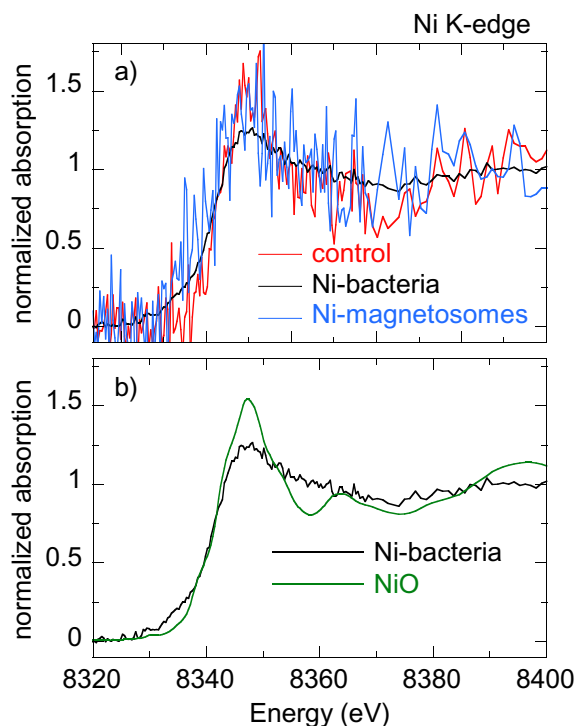 Ni K-edge
a)
normalized absorption
1.5
1
0.5
0
control
Ni-bacteria
Ni-magnetosomes
b)
normalized absorption
1.5
1
0.5
0
Ni-bacteria
NiO
8320 8340 8360 8380 8400
Energy (eV)